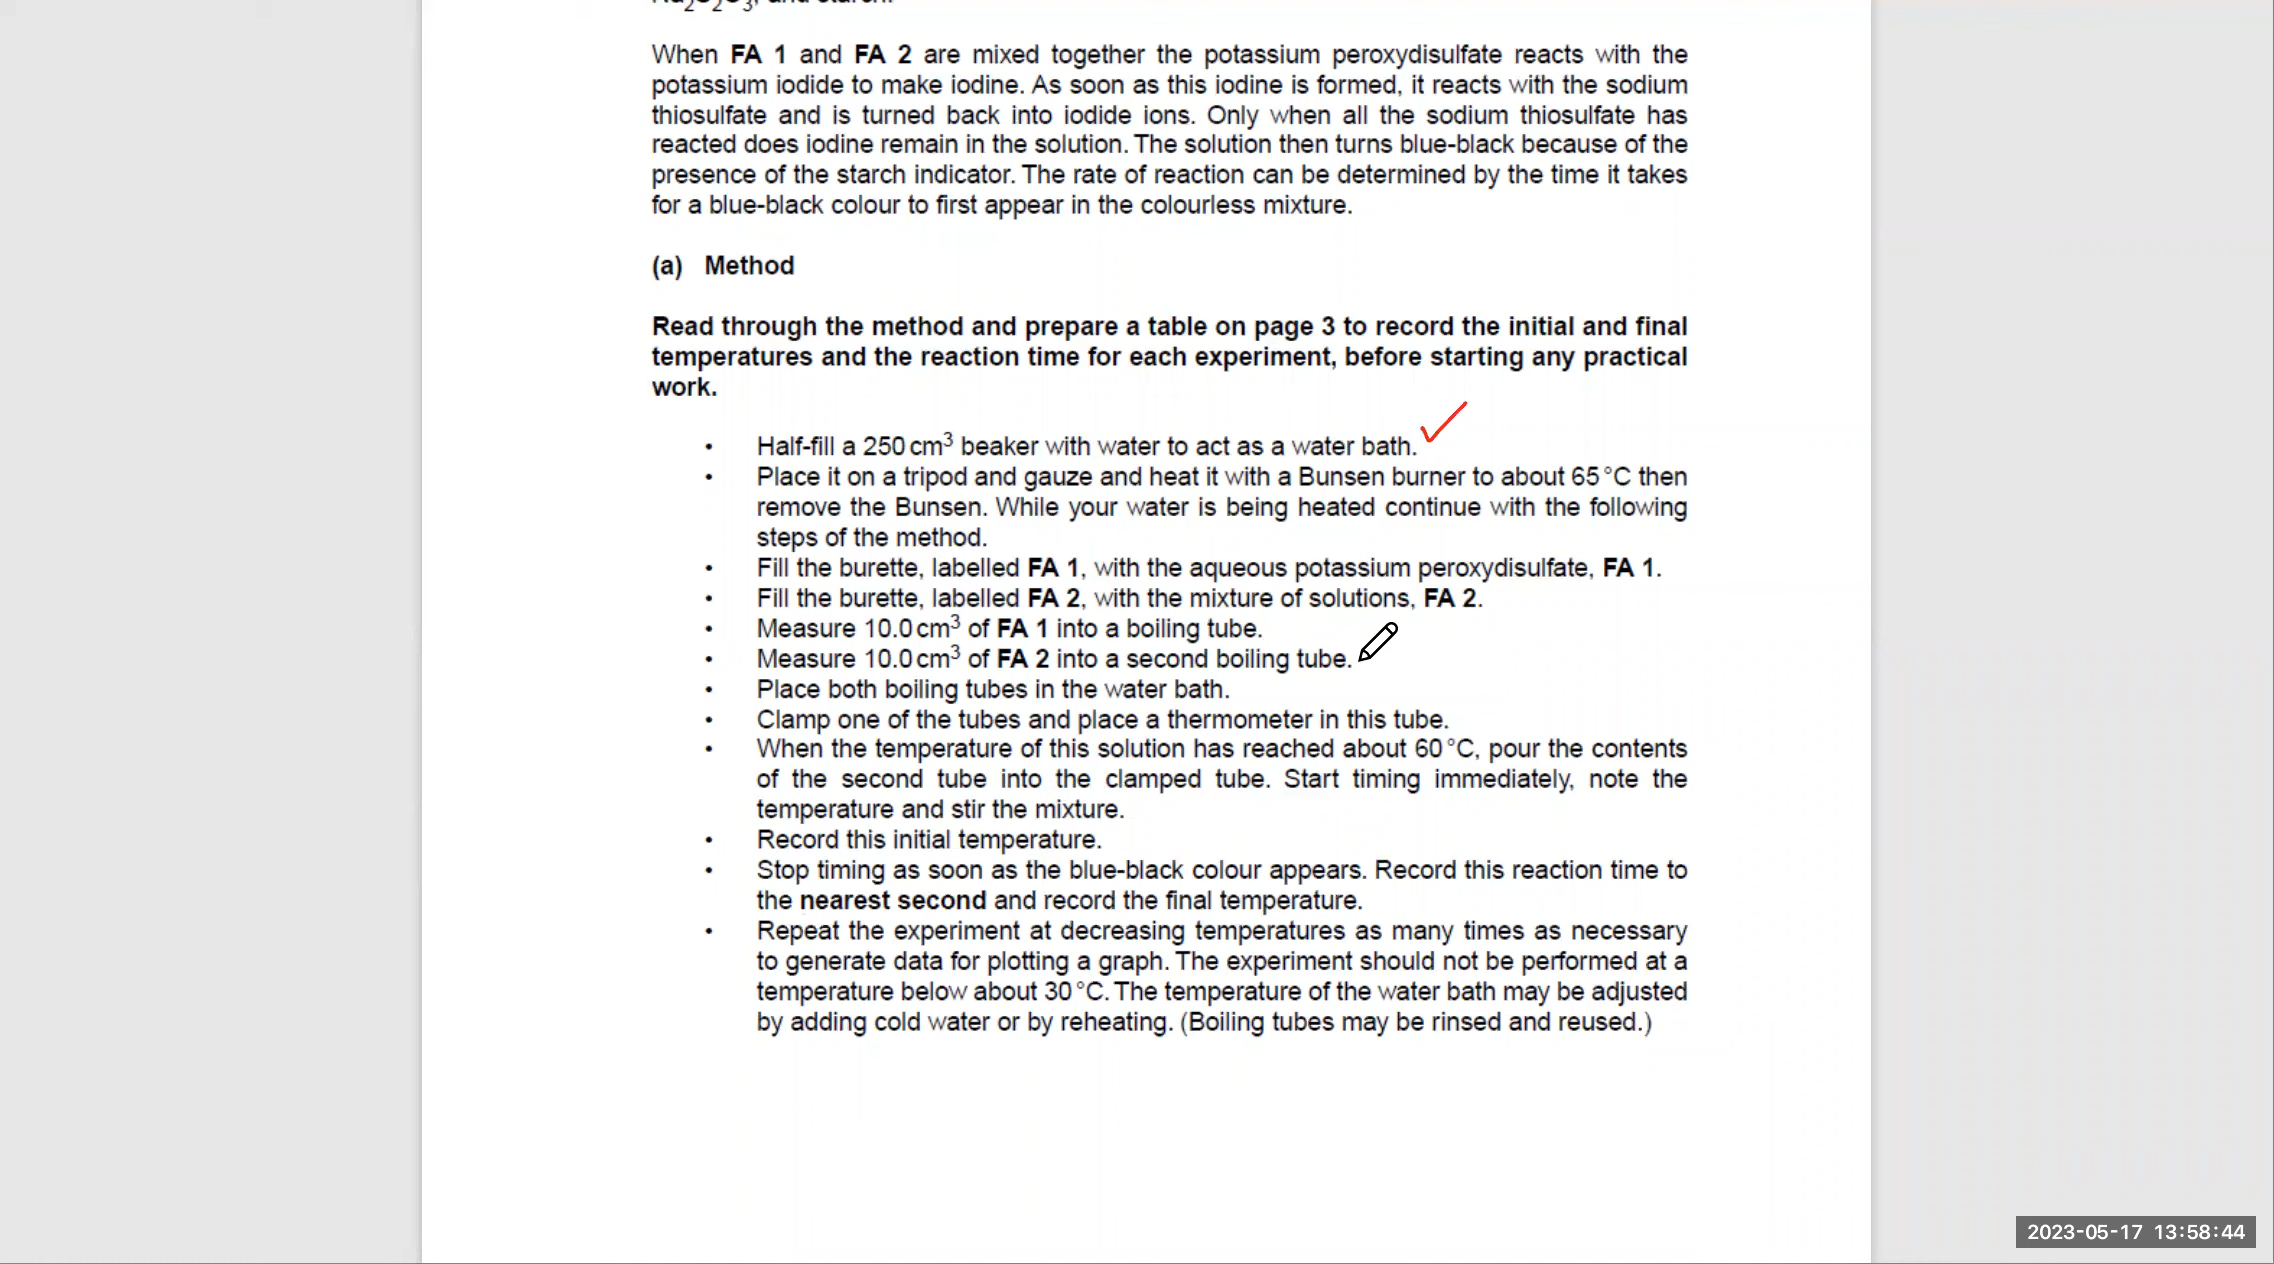 When FA 1 and FA 2 are mixed together the potassium peroxydisulfate reacts with the
potassium iodide to make iodine. As soon as this iodine is formed, it reacts with the sodium
thiosulfate and is turned back into iodide ions. Only when all the sodium thiosulfate has
reacted does iodine remain in the solution. The solution then turns blue-black because of the
presence of the starch indicator. The rate of reaction can be determined by the time it takes
for a blue-black colour to first appear in the colourless mixture.
(a) Method
Read through the method and prepare a table on page 3 to record the initial and final
temperatures and the reaction time for each experiment, before starting any practical
work.
• Half-fill a 250 cm³ beaker with water to act as a water bath.
• Place it on a tripod and gauze and heat it with a Bunsen burner to about 65 °C then
remove the Bunsen. While your water is being heated continue with the following
steps of the method.
• Fill the burette, labelled FA 1, with the aqueous potassium peroxydisulfate, FA 1.
• Fill the burette, labelled FA 2, with the mixture of solutions, FA 2.
• Measure 10.0 cm³ of FA 1 into a boiling tube.
• Measure 10.0 cm³ of FA 2 into a second boiling tube.
• Place both boiling tubes in the water bath.
• Clamp one of the tubes and place a thermometer in this tube.
• When the temperature of this solution has reached about 60 °C, pour the contents
of the second tube into the clamped tube. Start timing immediately, note the
temperature and stir the mixture.
• Record this initial temperature.
• Stop timing as soon as the blue-black colour appears. Record this reaction time to
the nearest second and record the final temperature.
• Repeat the experiment at decreasing temperatures as many times as necessary
to generate data for plotting a graph. The experiment should not be performed at a
temperature below about 30 °C. The temperature of the water bath may be adjusted
by adding cold water or by reheating. (Boiling tubes may be rinsed and reused.)
2023-05-17 13:58:44